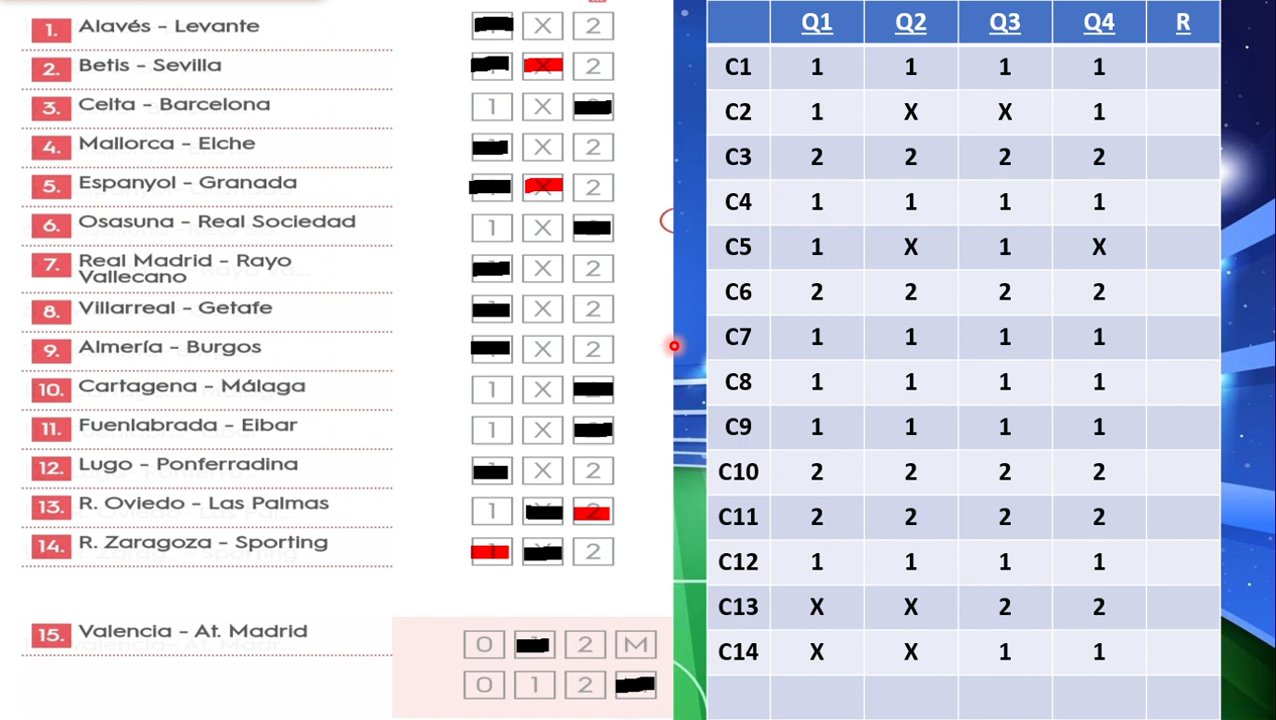 1. Alavés - Levante X 2
2. Betis - Sevilla X 2
3. Celta - Barcelona 1 X
4. Mallorca - Elche X 2
5. Espanyol - Granada X 2
6. Osasuna - Real Sociedad 1 X
7. Real Madrid - Rayo
Vallecano X 2
8. Villarreal - Getafe X 2
9. Almería - Burgos X 2
10. Cartagena - Málaga 1 X
11. Fuenlabrada - Eibar 1 X
12. Lugo - Ponferradina X 2
13. R. Oviedo - Las Palmas 1 2
14. R. Zaragoza - Sporting 1 2
15. Valencia - At. Madrid 0 2 M
0 1 2
Q1 Q2 Q3 Q4 R
C1 1 1 1 1
C2 1 X X 1
C3 2 2 2 2
C4 1 1 1 1
C5 1 X 1 X
C6 2 2 2 2
C7 1 1 1 1
C8 1 1 1 1
C9 1 1 1 1
C10 2 2 2 2
C11 2 2 2 2
C12 1 1 1 1
C13 X X 2 2
C14 X X 1 1